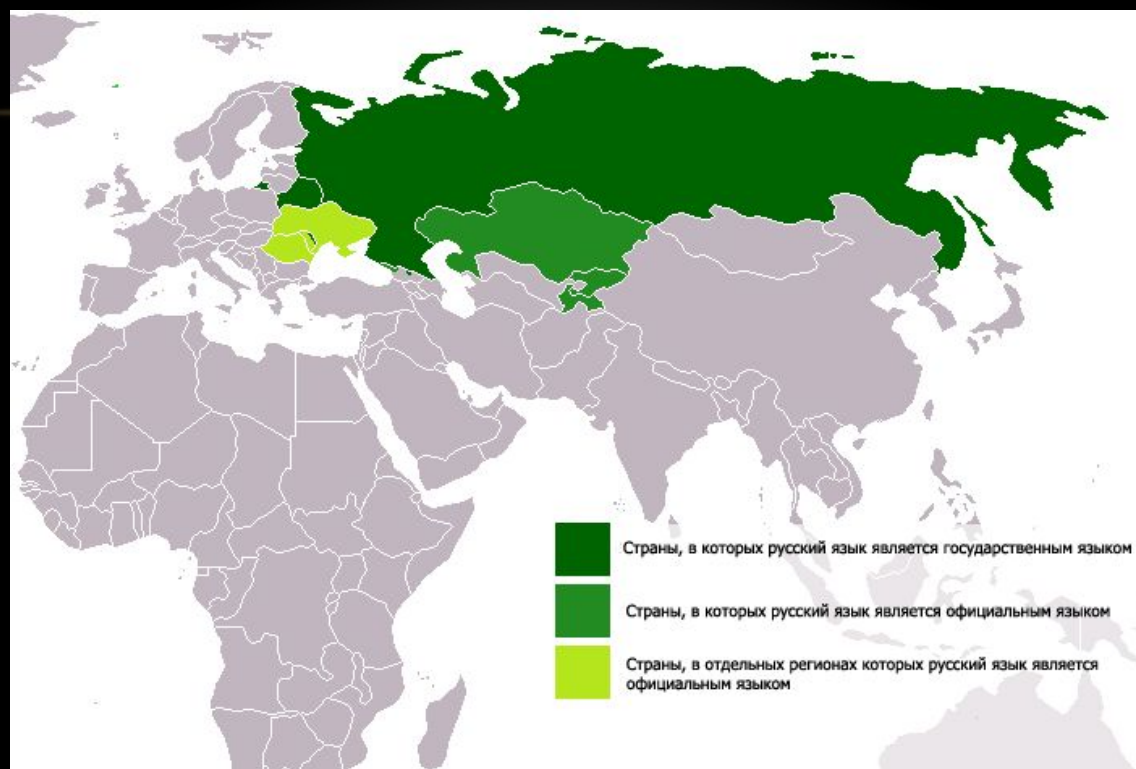 Страны, в которых русский язык является государственным языком
Страны, в которых русский язык является официальным языком
Страны, в отдельных регионах которых русский язык является
официальным языком